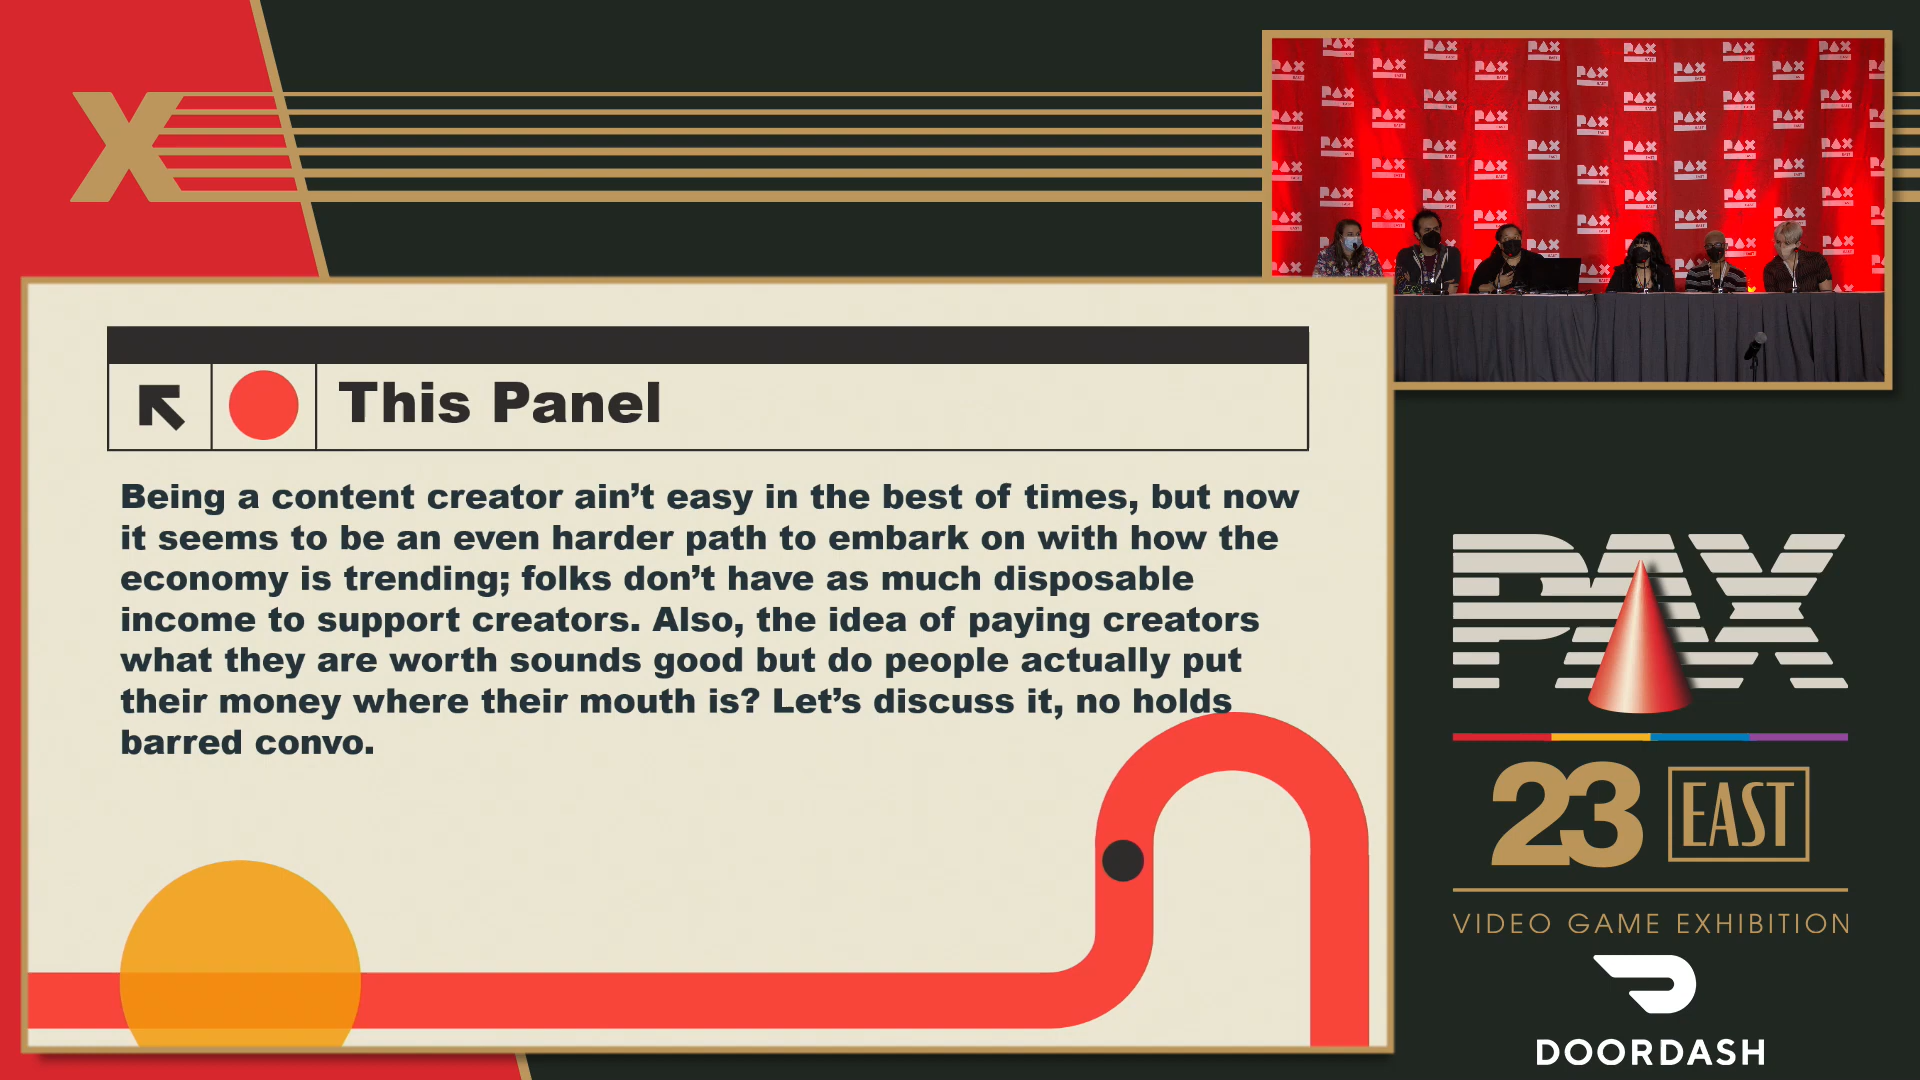 X
This Panel
Being a content creator ain’t easy in the best of times, but now
it seems to be an even harder path to embark on with how the
economy is trending; folks don’t have as much disposable
income to support creators. Also, the idea of paying creators
what they are worth sounds good but do people actually put
their money where their mouth is? Let’s discuss it, no holds
barred convo.
PAX
EAST
PAX
23 EAST
VIDEO GAME EXHIBITION
DOORDASH